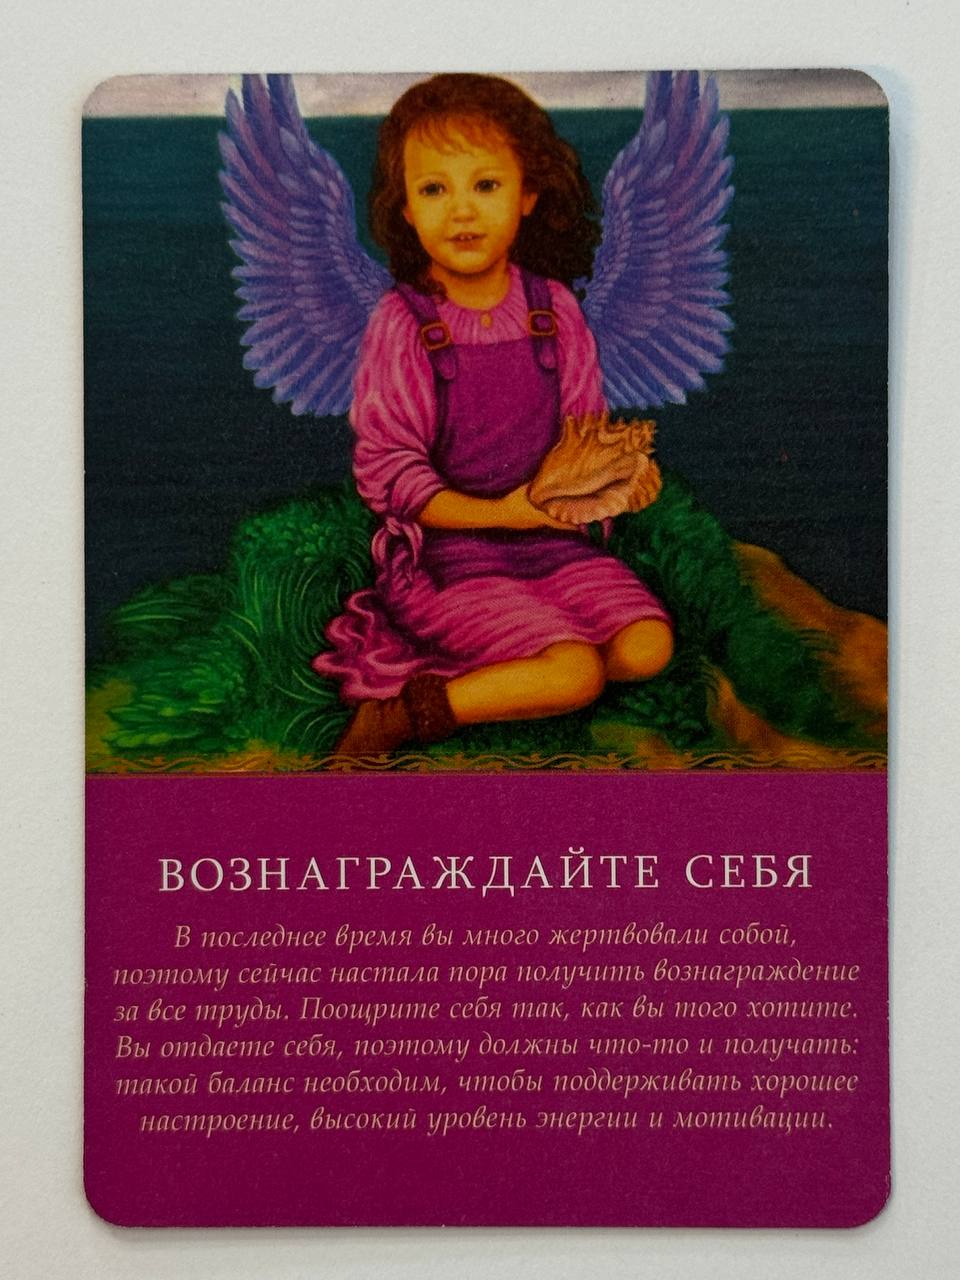 ВОЗНАГРАЖДАЙТЕ СЕБЯ
В последнее время вы много жертвовали собой,
поэтому сейчас настала пора получить вознаграждение
за все труды. Поощрите себя так, как вы того хотите.
Вы отдаете себя, поэтому должны что-то и получать:
такой баланс необходим, чтобы поддерживать хорошее
настроение, высокий уровень энергии и мотивации.